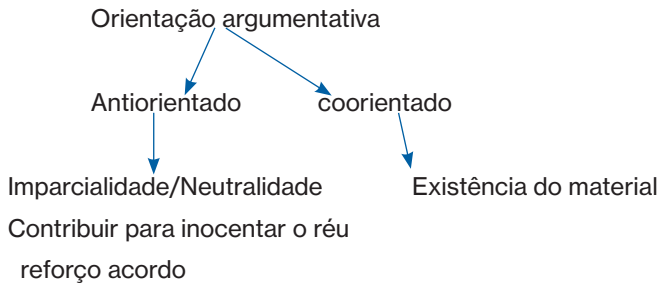 Orientação argumentativa
Antiorientado coorientado
Imparcialidade/Neutralidade Existência do material
Contribuir para inocentar o réu
reforço acordo